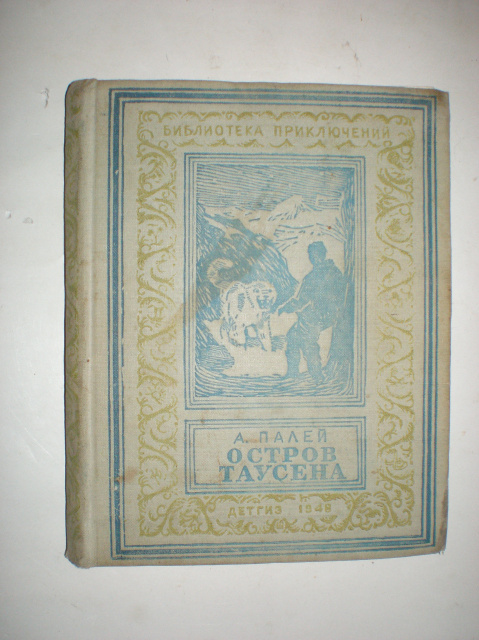 БИБЛИОТЕКА ПРИКЛЮЧЕНИЙ
А. ПАЛЕЙ
ОСТРОВ
ТАУСЕНА
ДЕТГИЗ 1948